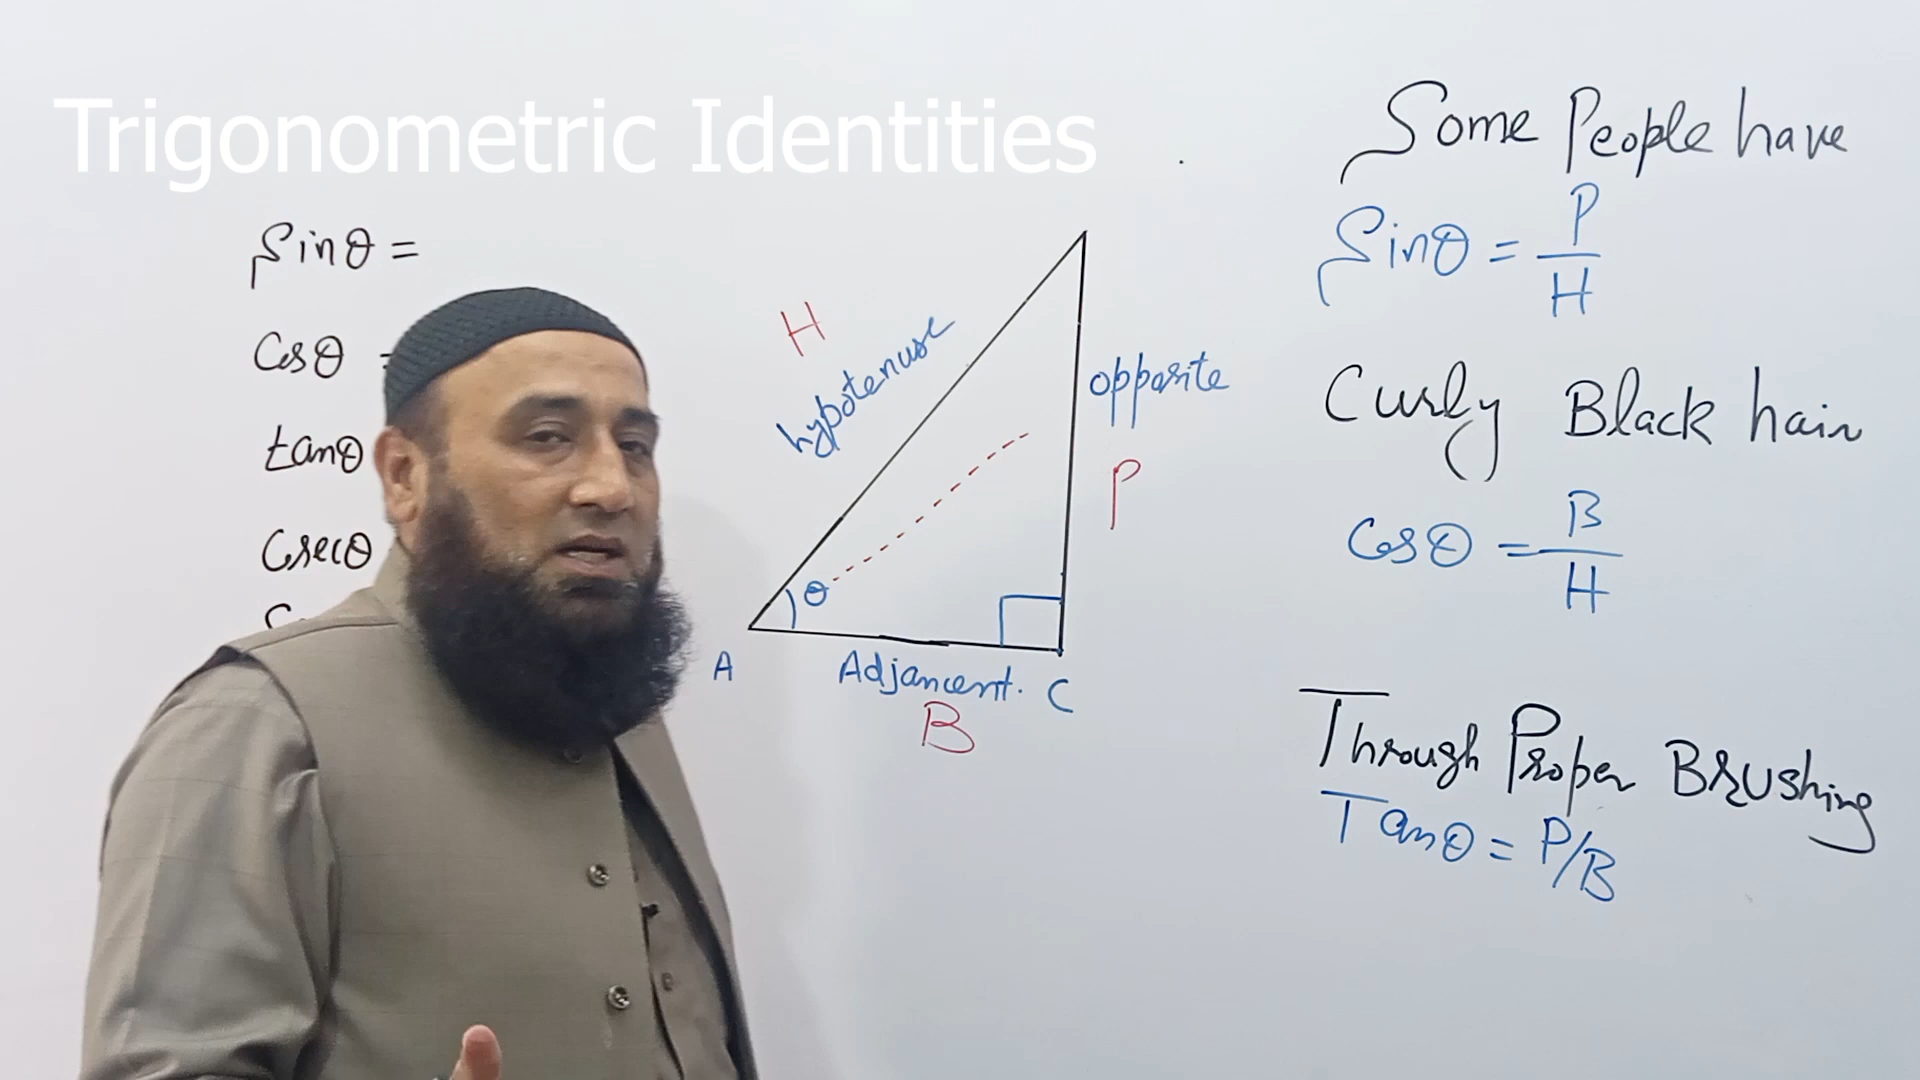 Trigonometric Identities
Sinθ =
Cosθ =
tanθ
Cosecθ
H
hypotenuse
opposite
P
θ
A
Adjancent. C
B
Some People have
Sinθ = P/H
Curly Black hair
Cosθ = B/H
Through Proper Brushing
Tanθ = P/B